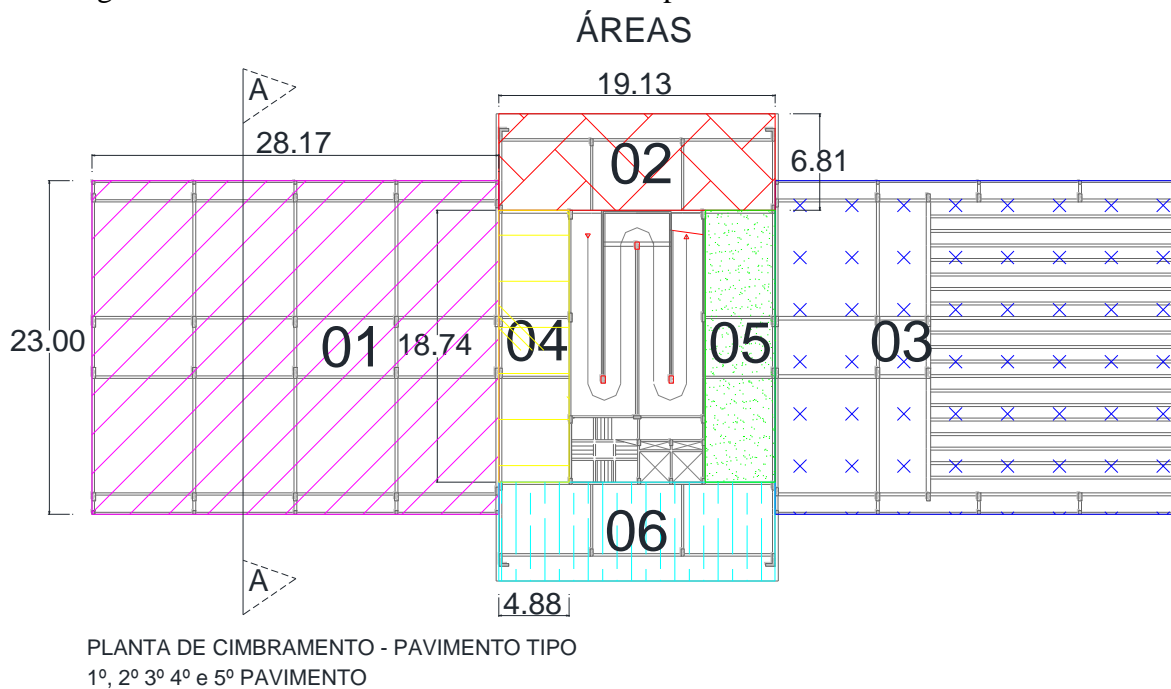 ÁREAS
19.13
A
28.17
02
6.81
23.00
01
18.74
04
05
03
06
A
4.88
PLANTA DE CIMBRAMENTO - PAVIMENTO TIPO
1º, 2º 3º 4º e 5º PAVIMENTO